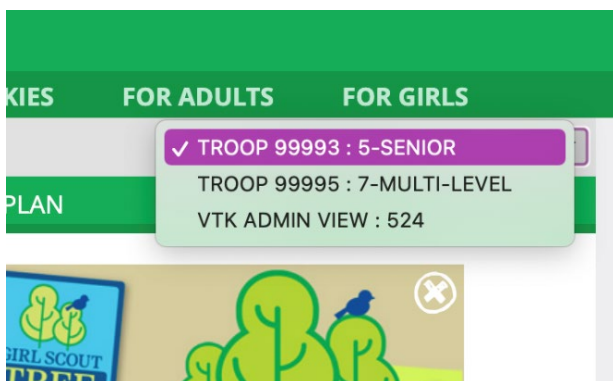 KIES FOR ADULTS FOR GIRLS
✓ TROOP 99993 : 5-SENIOR
TROOP 99995 : 7-MULTI-LEVEL
VTK ADMIN VIEW : 524
PLAN
GIRL SCOUT
TREE